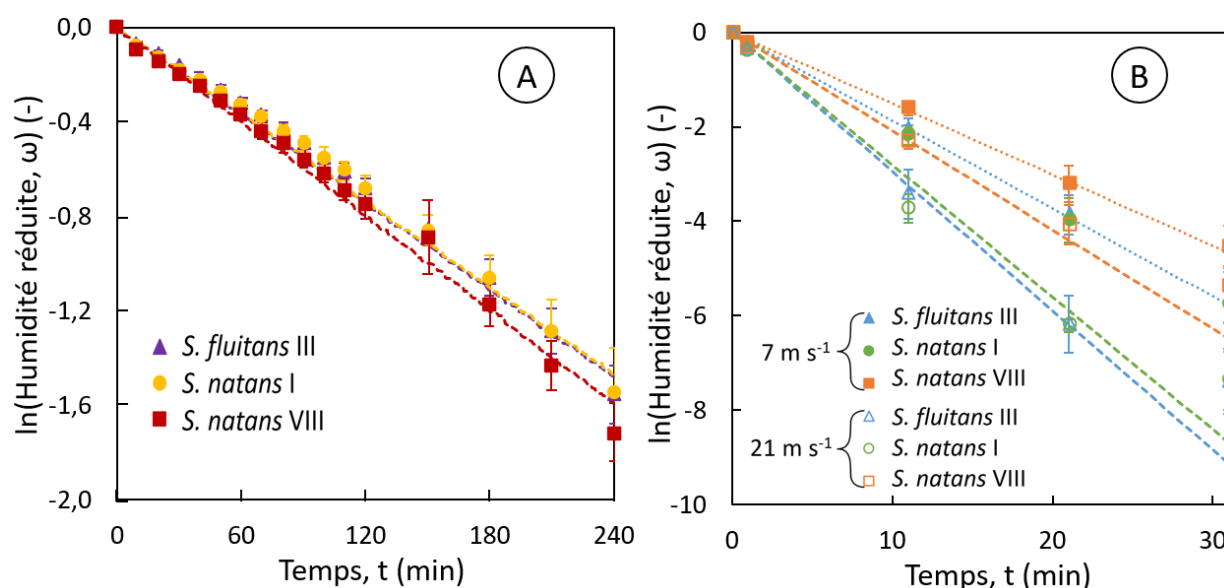 A
ln(Humidité réduite, ω) (-)
0,0
-0,4
-0,8
-1,2
-1,6
-2,0
S. fluitans III
S. natans I
S. natans VIII
0 60 120 180 240
Temps, t (min)
B
ln(Humidité réduite, ω) (-)
0
-2
-4
-6
-8
-10
7 m s⁻¹
S. fluitans III
S. natans I
S. natans VIII
21 m s⁻¹
S. fluitans III
S. natans I
S. natans VIII
0 10 20 30
Temps, t (min)